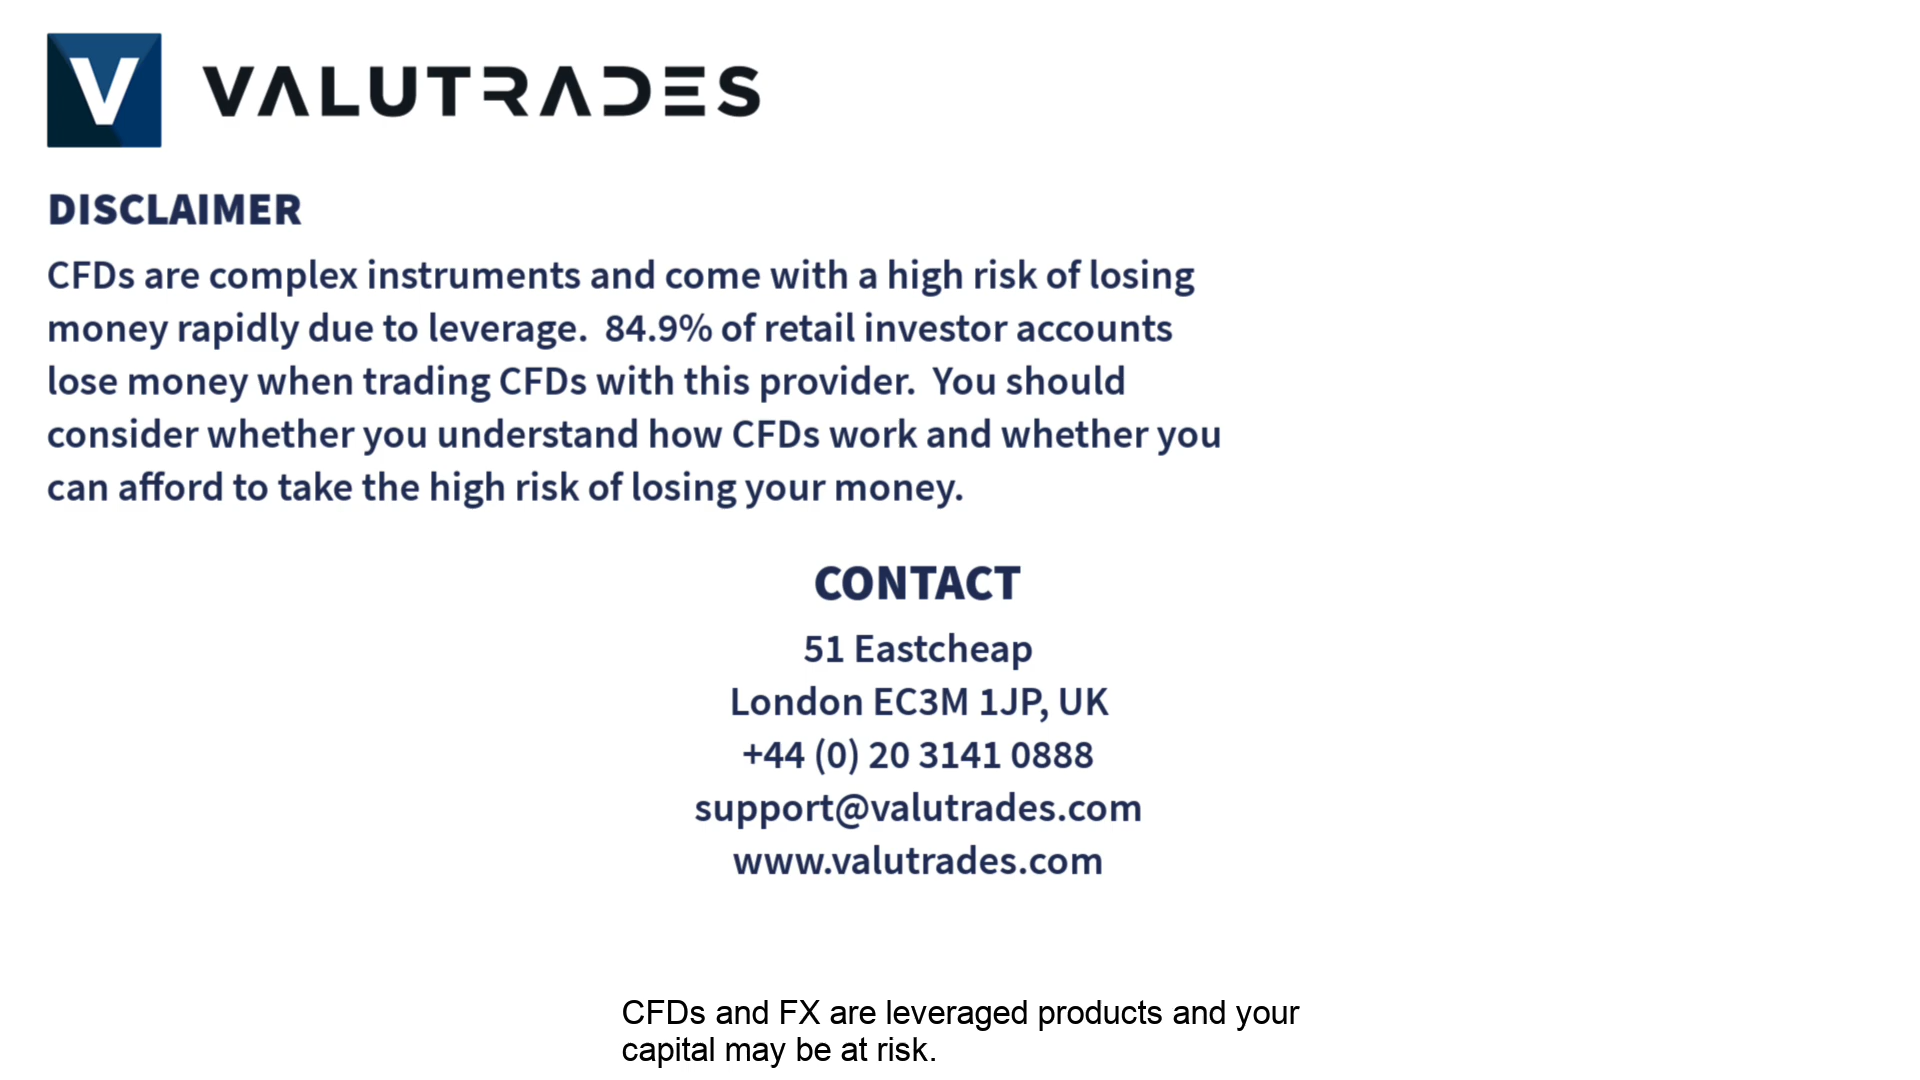 V VALUTRADES
DISCLAIMER
CFDs are complex instruments and come with a high risk of losing
money rapidly due to leverage.  84.9% of retail investor accounts
lose money when trading CFDs with this provider.  You should
consider whether you understand how CFDs work and whether you
can afford to take the high risk of losing your money.
CONTACT
51 Eastcheap
London EC3M 1JP, UK
+44 (0) 20 3141 0888
support@valutrades.com
www.valutrades.com
CFDs and FX are leveraged products and your
capital may be at risk.